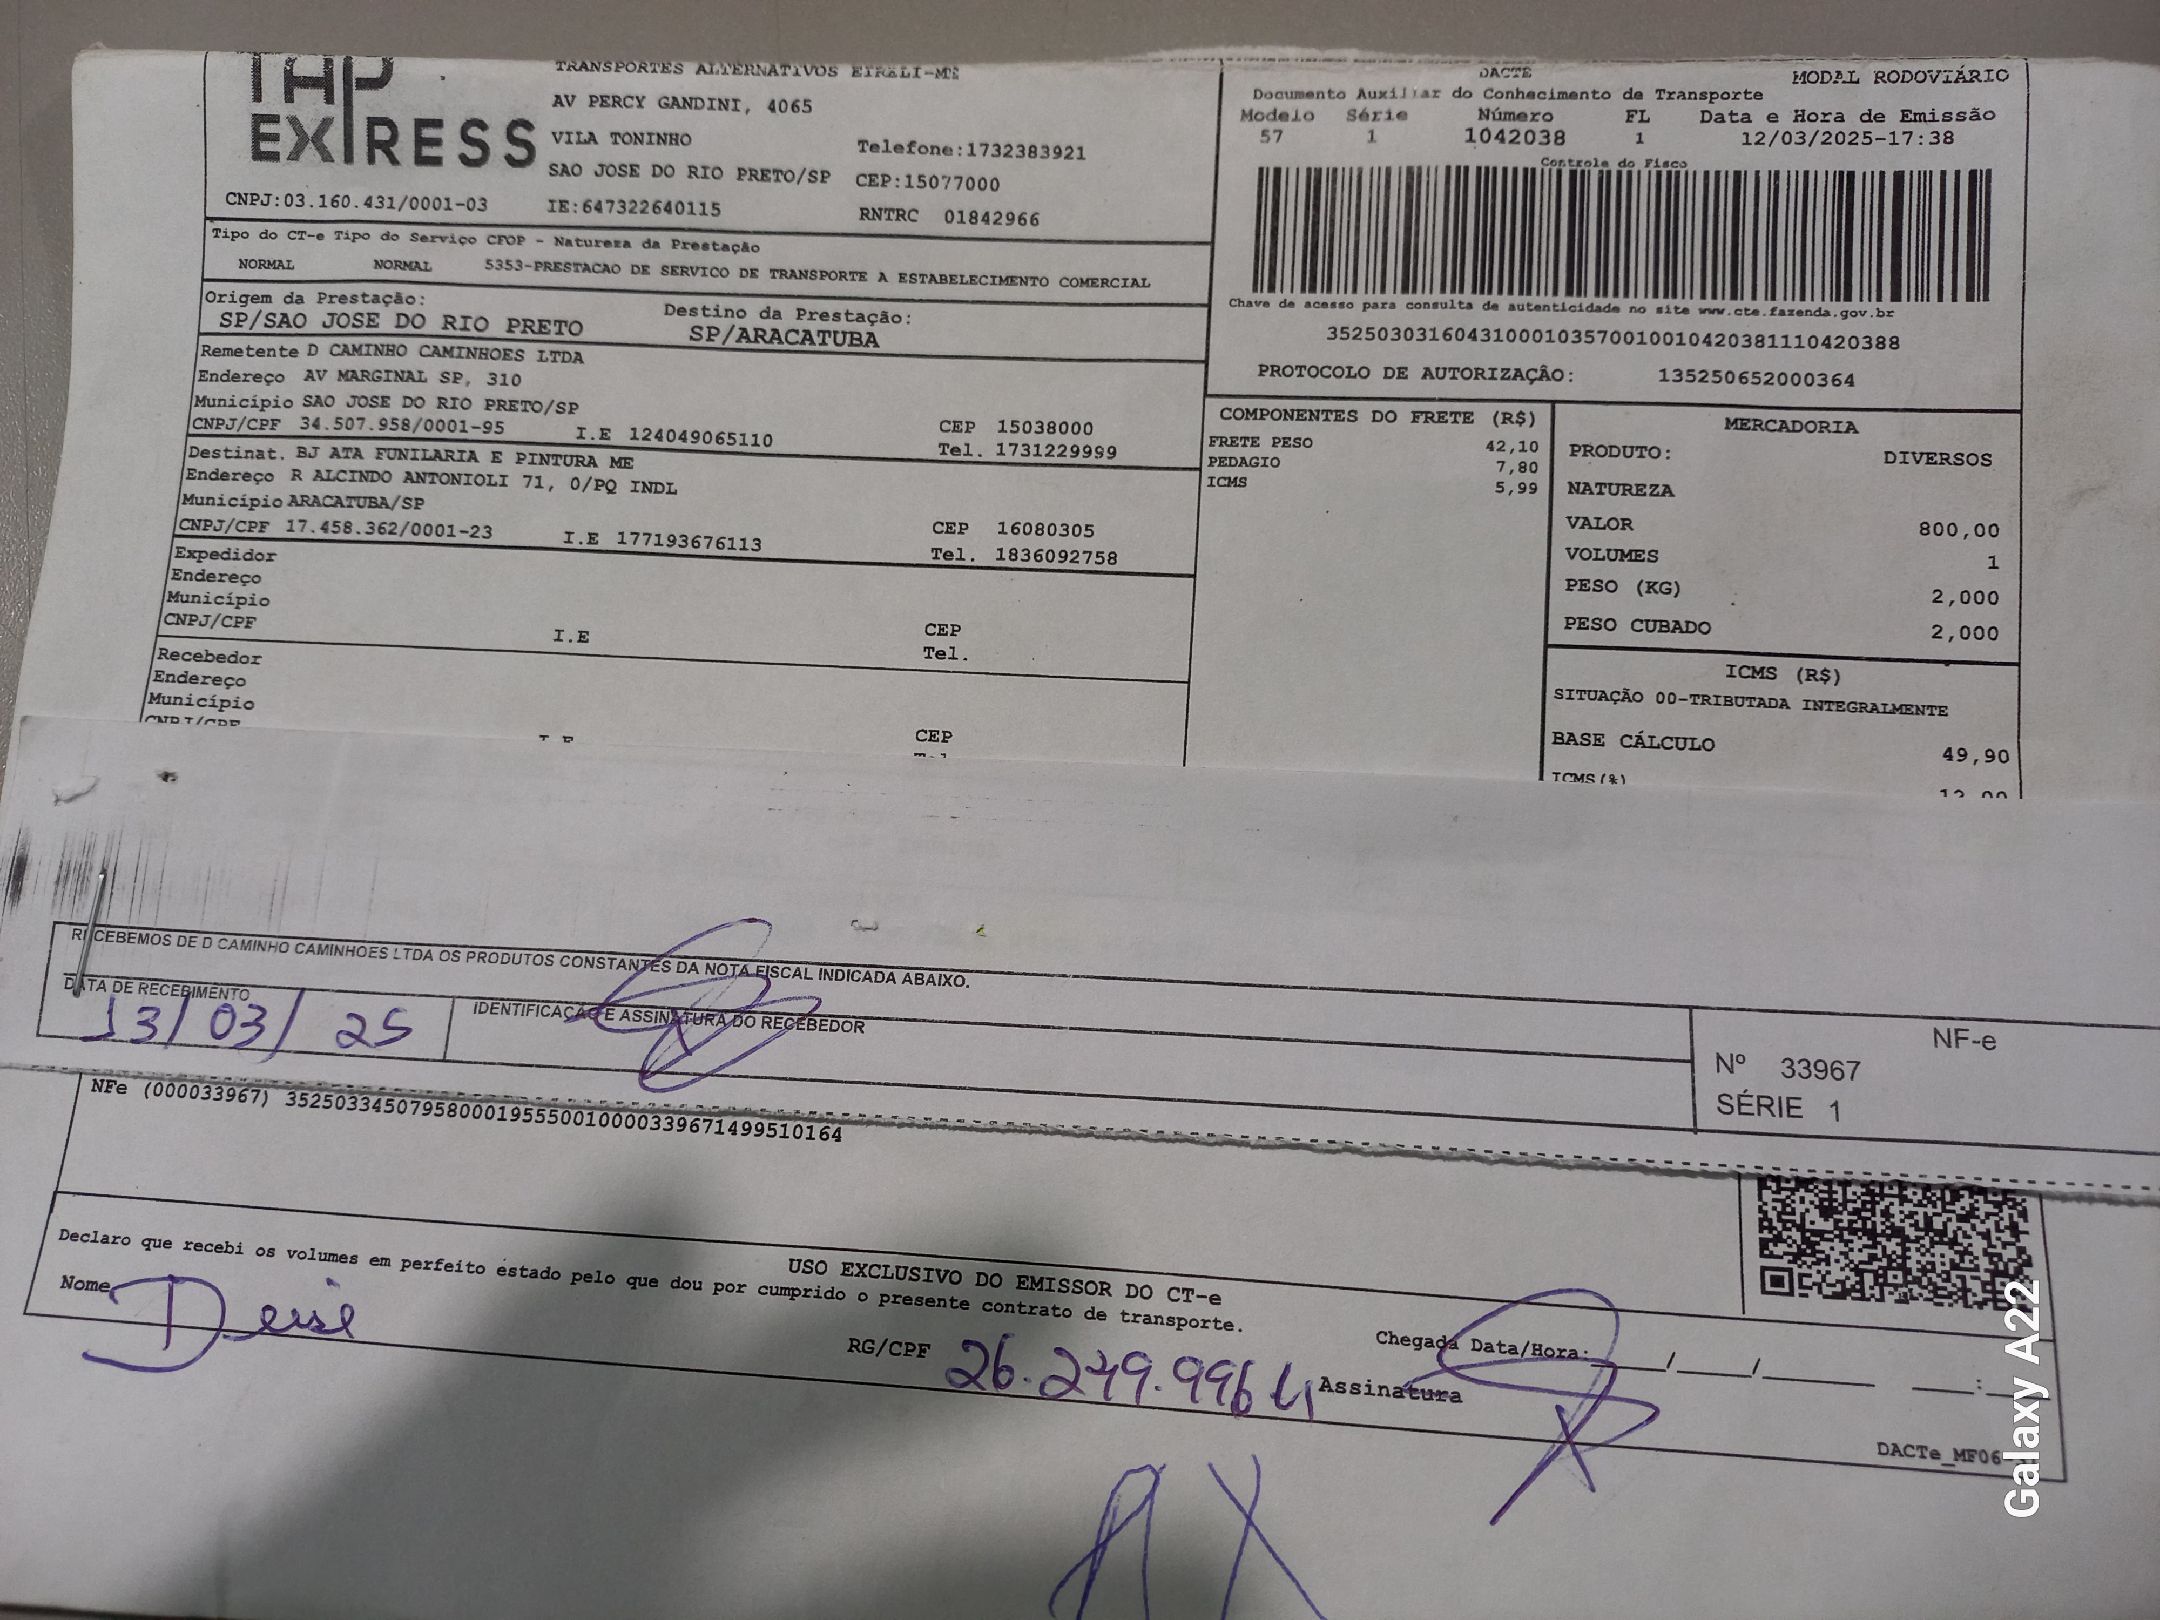 TAP
EXPRESS
TRANSPORTES ALTERNATIVOS EIRELI-ME
AV PERCY GANDINI, 4065
VILA TONINHO
Telefone:1732383921
SAO JOSE DO RIO PRETO/SP CEP:15077000
CNPJ:03.160.431/0001-03 IE:647322640115 RNTRC 01842966
Tipo do CT-e Tipo do Serviço CFOP - Natureza da Prestação
NORMAL NORMAL 5353-PRESTACAO DE SERVICO DE TRANSPORTE A ESTABELECIMENTO COMERCIAL
Origem da Prestação: Destino da Prestação:
SP/SAO JOSE DO RIO PRETO SP/ARACATUBA
Remetente D CAMINHO CAMINHOES LTDA
Endereço AV MARGINAL SP, 310
Município SAO JOSE DO RIO PRETO/SP
CNPJ/CPF 34.507.958/0001-95 I.E 124049065110 CEP 15038000
Tel. 1731229999
Destinat. BJ ATA FUNILARIA E PINTURA ME
Endereço R ALCINDO ANTONIOLI 71, 0/PQ INDL
Município ARACATUBA/SP
CNPJ/CPF 17.458.362/0001-23 I.E 177193676113 CEP 16080305
Tel. 1836092758
Expedidor
Endereço
Município
CNPJ/CPF I.E CEP
Tel.
Recebedor
Endereço
Município
CNPJ/CPF I.E CEP
Tel
DACTE MODAL RODOVIÁRIO
Documento Auxiliar do Conhecimento de Transporte
Modelo Série Número FL Data e Hora de Emissão
57 1 1042038 1 12/03/2025-17:38
Controle do Fisco
Chave de acesso para consulta de autenticidade no site www.cte.fazenda.gov.br
35250303160431000103570010010420381110420388
PROTOCOLO DE AUTORIZAÇÃO: 135250652000364
COMPONENTES DO FRETE (R$)
FRETE PESO 42,10
PEDAGIO 7,80
ICMS 5,99
MERCADORIA
PRODUTO: DIVERSOS
NATUREZA
VALOR 800,00
VOLUMES 1
PESO (KG) 2,000
PESO CUBADO 2,000
ICMS (R$)
SITUAÇÃO 00-TRIBUTADA INTEGRALMENTE
BASE CÁLCULO 49,90
ICMS(%) 12,00
RECEBEMOS DE D CAMINHO CAMINHOES LTDA OS PRODUTOS CONSTANTES DA NOTA FISCAL INDICADA ABAIXO.
DATA DE RECEBIMENTO IDENTIFICAÇÃO E ASSINATURA DO RECEBEDOR
13/03/25
NF-e
Nº 33967
SÉRIE 1
NFe (000033967) 35250334507958000195550010000339671499510164
USO EXCLUSIVO DO EMISSOR DO CT-e
Declaro que recebi os volumes em perfeito estado pelo que dou por cumprido o presente contrato de transporte.
Nome Deise RG/CPF 26.249.996 Chegada Data/Hora: / / :
Assinatura
DACTe_MF06
Galaxy A22